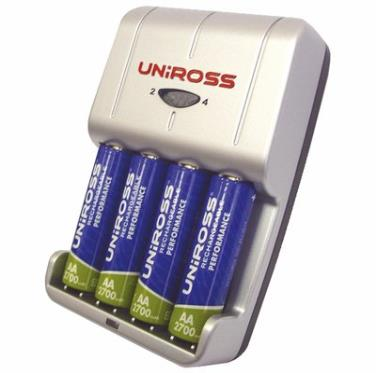 UNiROSS
2 4
UNiROSS
RECHARGEABLE
PERFORMANCE
AA
2700
UNiROSS
RECHARGEABLE
PERFORMANCE
AA
2700
UNiROSS
RECHARGEABLE
PERFORMANCE
AA
2700
UNiROSS
RECHARGEABLE
PERFORMANCE
AA
2700